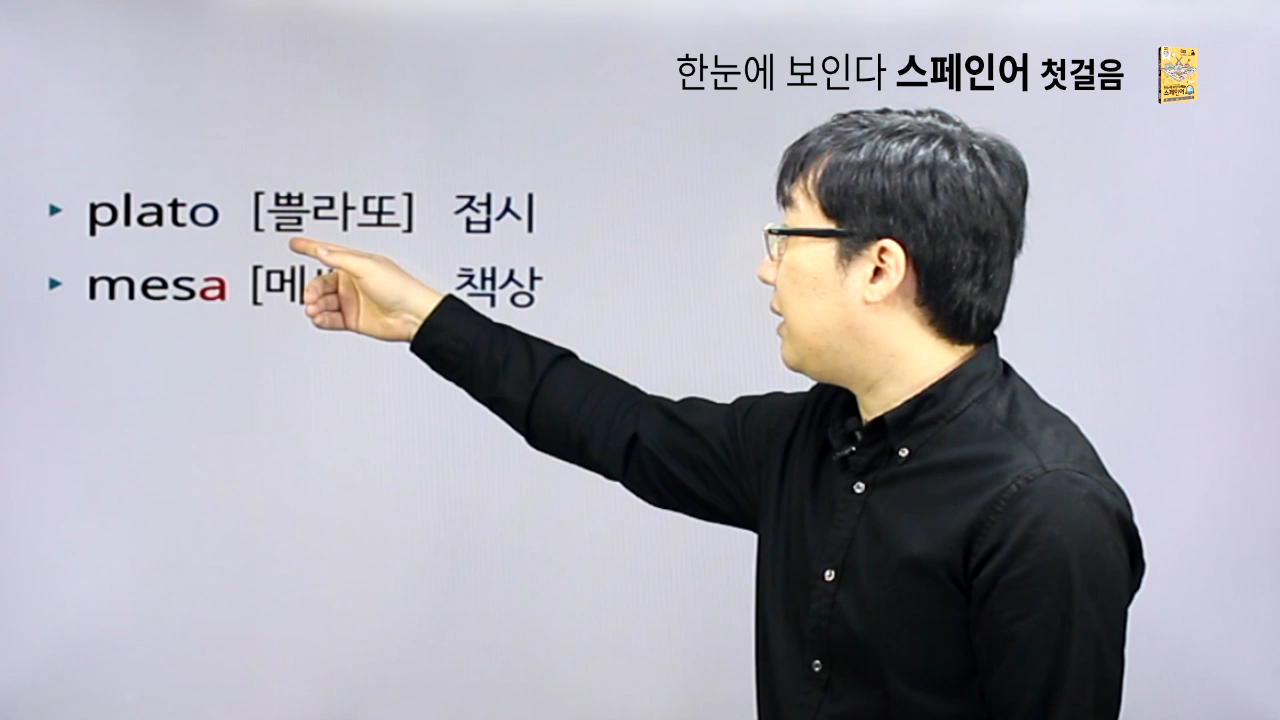 한눈에 보인다 스페인어 첫걸음
▸ plato [쁠라또] 접시
▸ mesa [메 책상